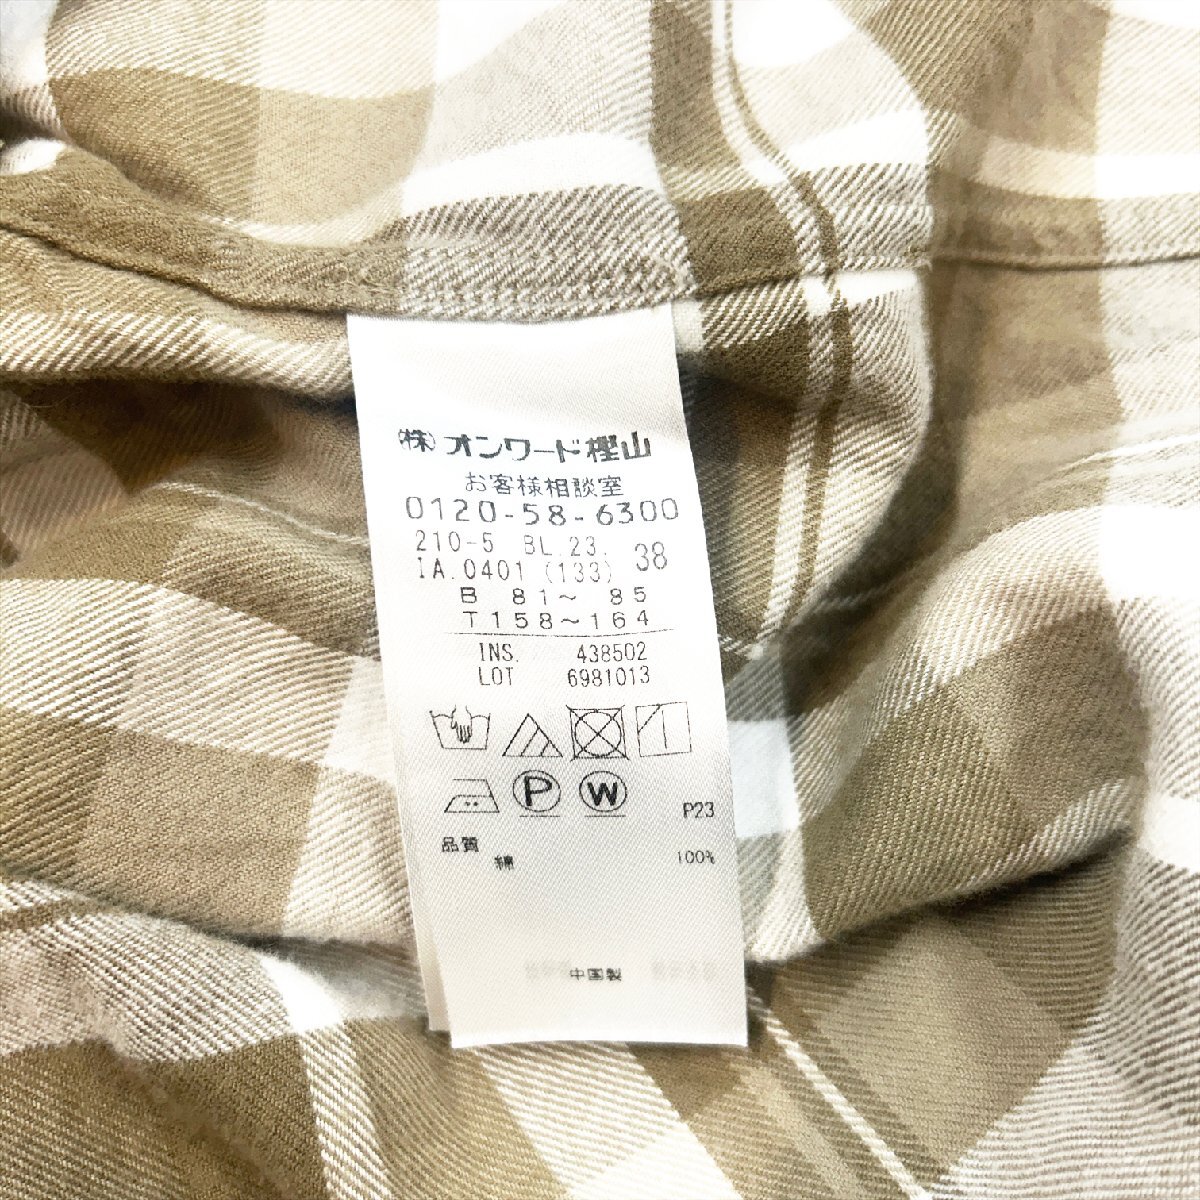 (株)オンワード樫山
お客様相談室
0120-58-6300
210-5 BL.23. 38
IA.0401 (133)
B 81～ 85
T158～164
INS. 438502
LOT 6981013
P W
P23
品質
綿 100%
中国製